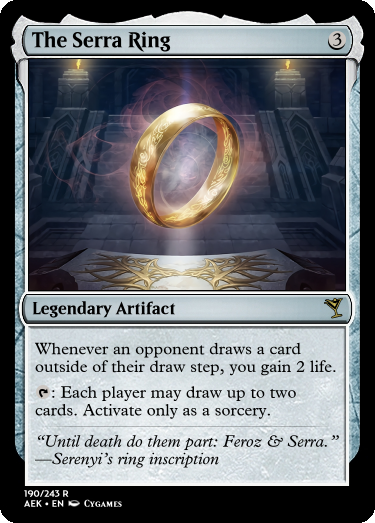 The Serra Ring 3
Legendary Artifact
Whenever an opponent draws a card
outside of their draw step, you gain 2 life.
: Each player may draw up to two
cards. Activate only as a sorcery.
“Until death do them part: Feroz & Serra.”
—Serenyi’s ring inscription
190/243 R
AEK • EN Cygames